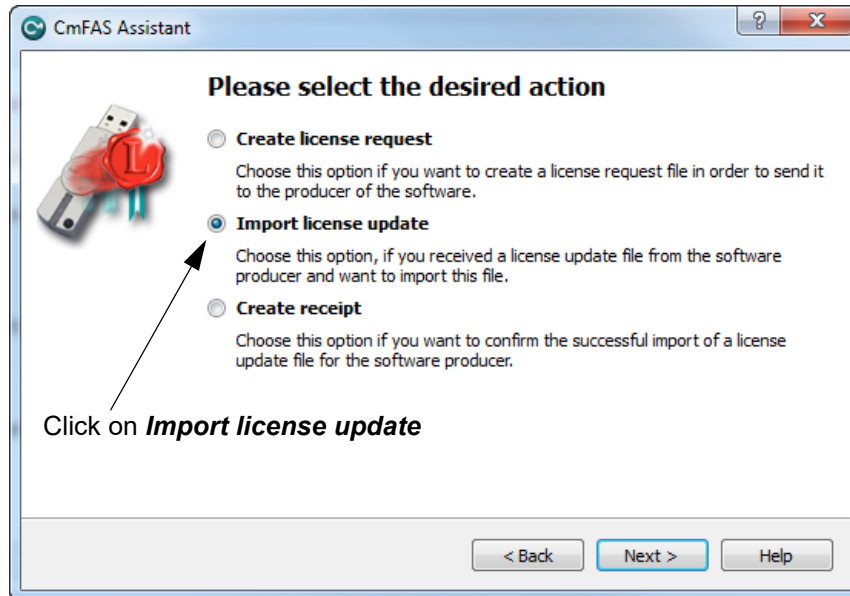 CmFAS Assistant
Please select the desired action
Create license request
Choose this option if you want to create a license request file in order to send it
to the producer of the software.
L
Import license update
Choose this option, if you received a license update file from the software
producer and want to import this file.
Create receipt
Choose this option if you want to confirm the successful import of a license
update file for the software producer.
Click on Import license update
< Back
Next >
Help